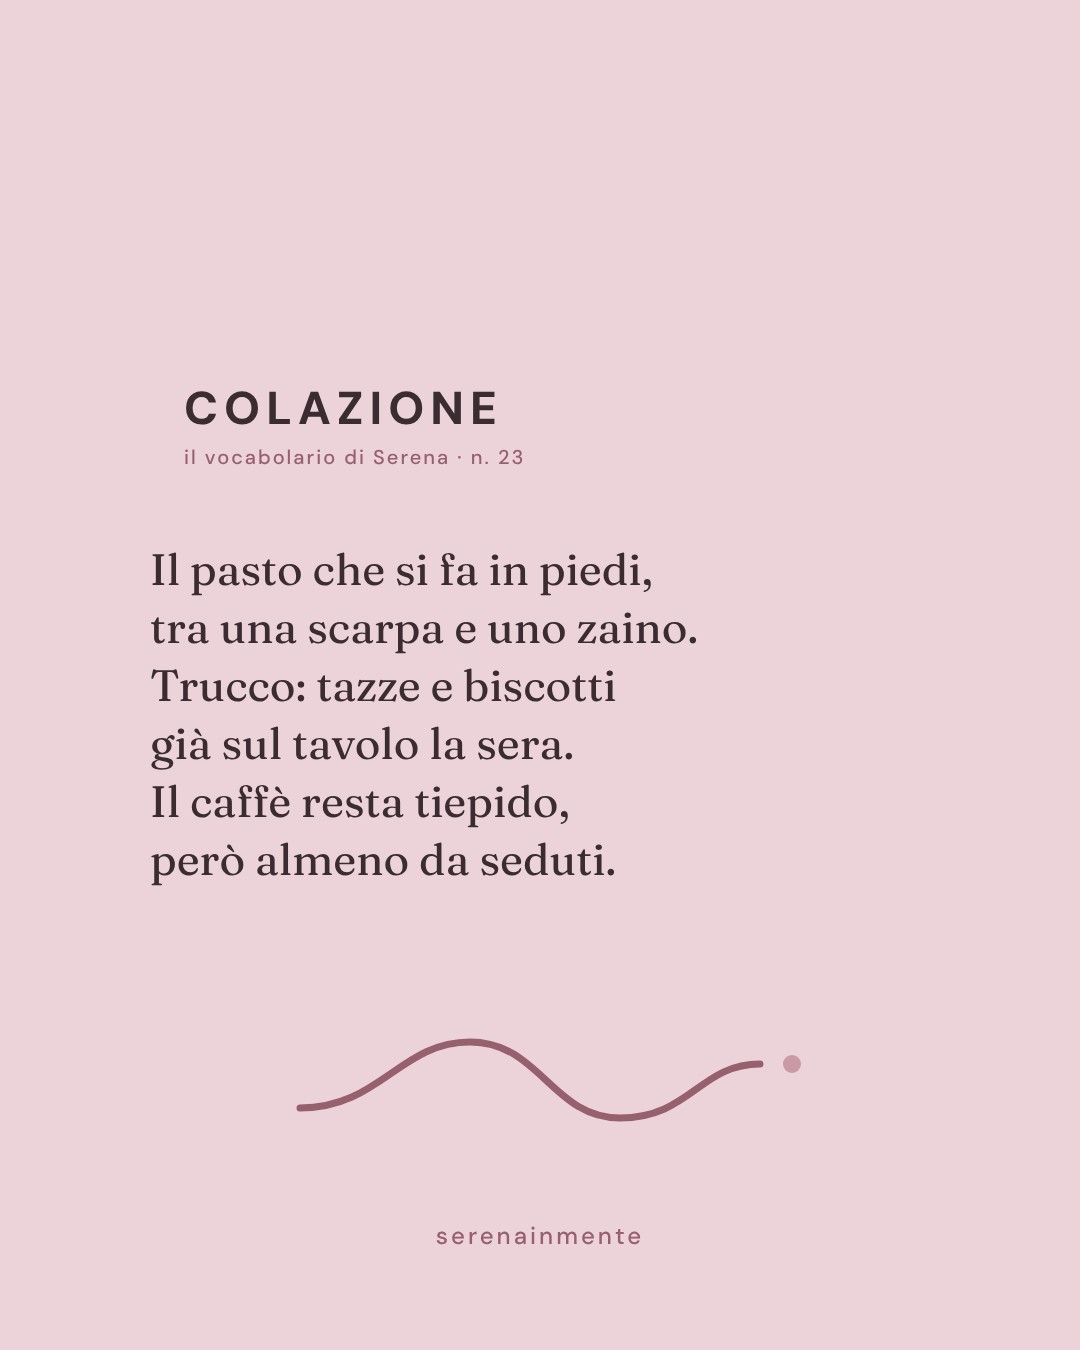 COLAZIONE
il vocabolario di Serena · n. 23
Il pasto che si fa in piedi,
tra una scarpa e uno zaino.
Trucco: tazze e biscotti
già sul tavolo la sera.
Il caffè resta tiepido,
però almeno da seduti.
serenainmente